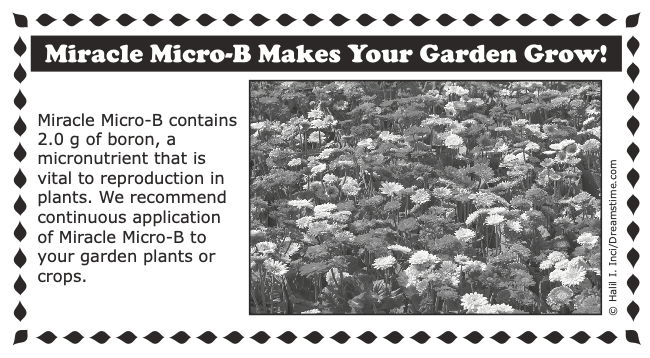 Miracle Micro-B Makes Your Garden Grow!
Miracle Micro-B contains
2.0 g of boron, a
micronutrient that is
vital to reproduction in
plants. We recommend
continuous application
of Miracle Micro-B to
your garden plants or
crops.
© Halil I. Inci/Dreamstime.com